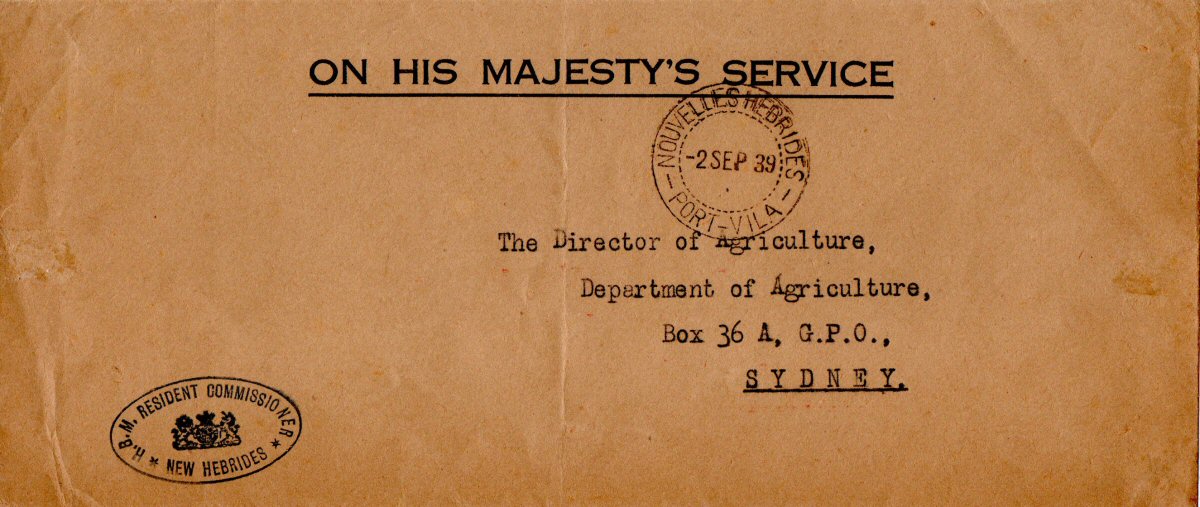 ON HIS MAJESTY'S SERVICE
NOUVELLES HEBRIDES
-2 SEP 39
— PORT-VILA —
The Director of Agriculture,
Department of Agriculture,
Box 36 A, G.P.O.,
SYDNEY.
H.B.M. RESIDENT COMMISSIONER
* NEW HEBRIDES *